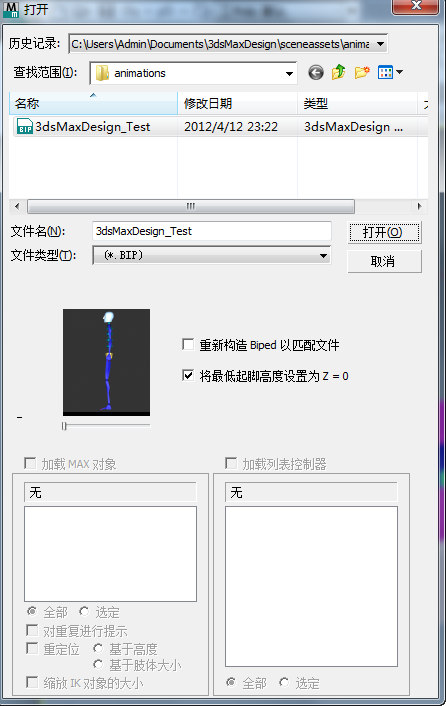 打开
历史记录: C:\Users\Admin\Documents\3dsMaxDesign\sceneassets\anima
查找范围(I): animations
名称 修改日期 类型
BIP 3dsMaxDesign_Test 2012/4/12 23:22 3dsMaxDesign ...
文件名(N): 3dsMaxDesign_Test 打开(O)
文件类型(T): (*.BIP) 取消
重新构造 Biped 以匹配文件
将最低起脚高度设置为 Z = 0
加载 MAX 对象 加载列表控制器
无 无
全部 选定
对重复进行提示
重定位 基于高度
基于肢体大小
缩放 IK 对象的大小 全部 选定